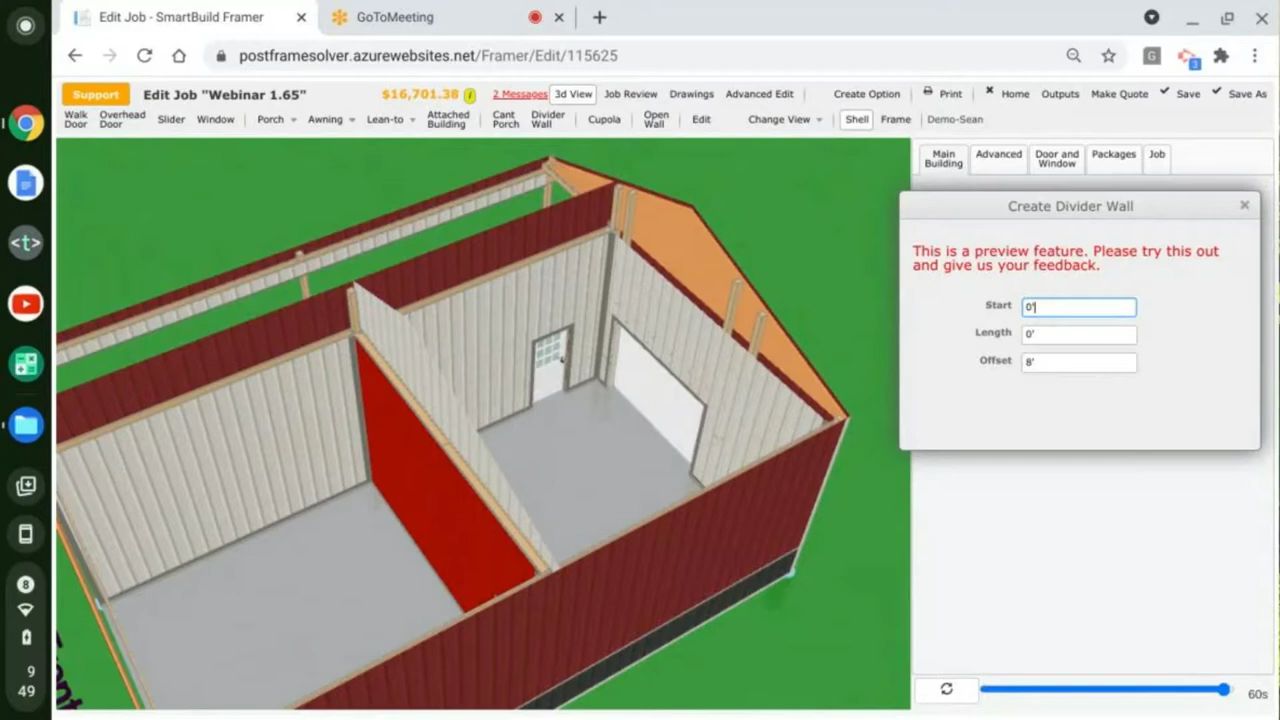 Edit Job - SmartBuild Framer
GoToMeeting
postframesolver.azurewebsites.net/Framer/Edit/115625
G
3
Support
Edit Job "Webinar 1.65"
$16,701.38
i
2 Messages
3d View
Job Review
Drawings
Advanced Edit
Create Option
Print
Home
Outputs
Make Quote
Save
Save As
Walk Door
Overhead Door
Slider
Window
Porch
Awning
Lean-to
Attached Building
Cant Porch
Divider Wall
Cupola
Open Wall
Edit
Change View
Shell
Frame
Demo-Sean
Main Building
Advanced
Door and Window
Packages
Job
Create Divider Wall
This is a preview feature. Please try this out
and give us your feedback.
Start 0'
Length 0'
Offset 8'
<t>
Front
8
9
49
60s